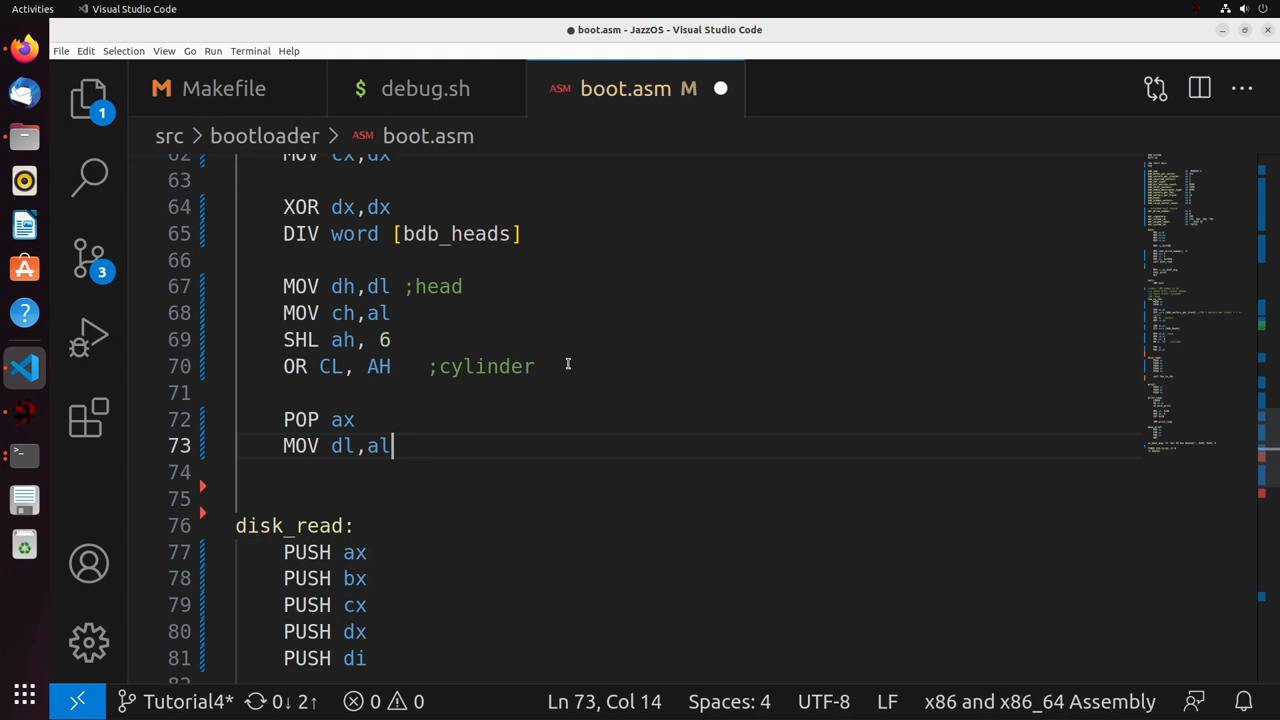 Activities Visual Studio Code
boot.asm - JazzOS - Visual Studio Code
File Edit Selection View Go Run Terminal Help
Makefile debug.sh boot.asm M
src > bootloader > boot.asm
62 MOV cx,dx
63
64 XOR dx,dx
65 DIV word [bdb_heads]
66
67 MOV dh,dl ;head
68 MOV ch,al
69 SHL ah, 6
70 OR CL, AH ;cylinder
71
72 POP ax
73 MOV dl,al
74
75
76 disk_read:
77 PUSH ax
78 PUSH bx
79 PUSH cx
80 PUSH dx
81 PUSH di
Tutorial4* 0↓ 2↑ 0 0 Ln 73, Col 14 Spaces: 4 UTF-8 LF x86 and x86_64 Assembly